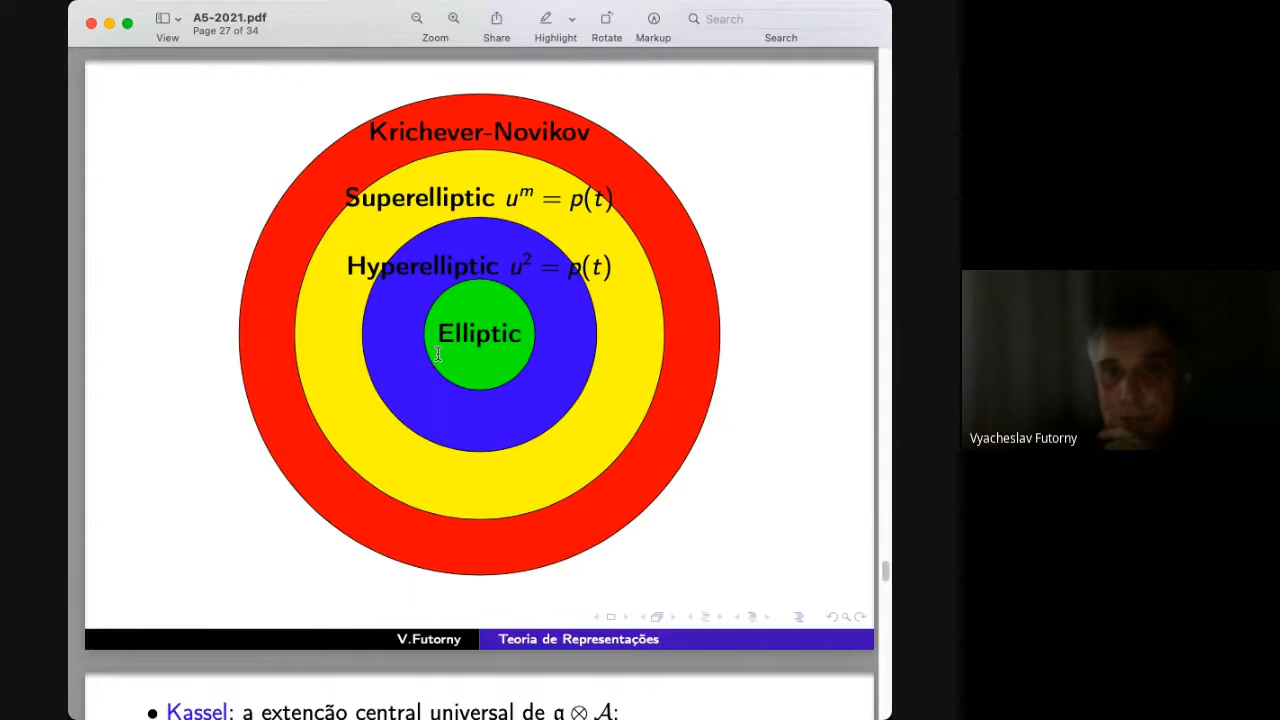 A5-2021.pdf
Page 27 of 34
View
Zoom
Share
Highlight
Rotate
Markup
Search
Search
Krichever-Novikov
Superelliptic u^m = p(t)
Hyperelliptic u^2 = p(t)
Elliptic
V.Futorny
Teoria de Representações
• Kassel: a extenção central universal de g ⊗ A:
Vyacheslav Futorny